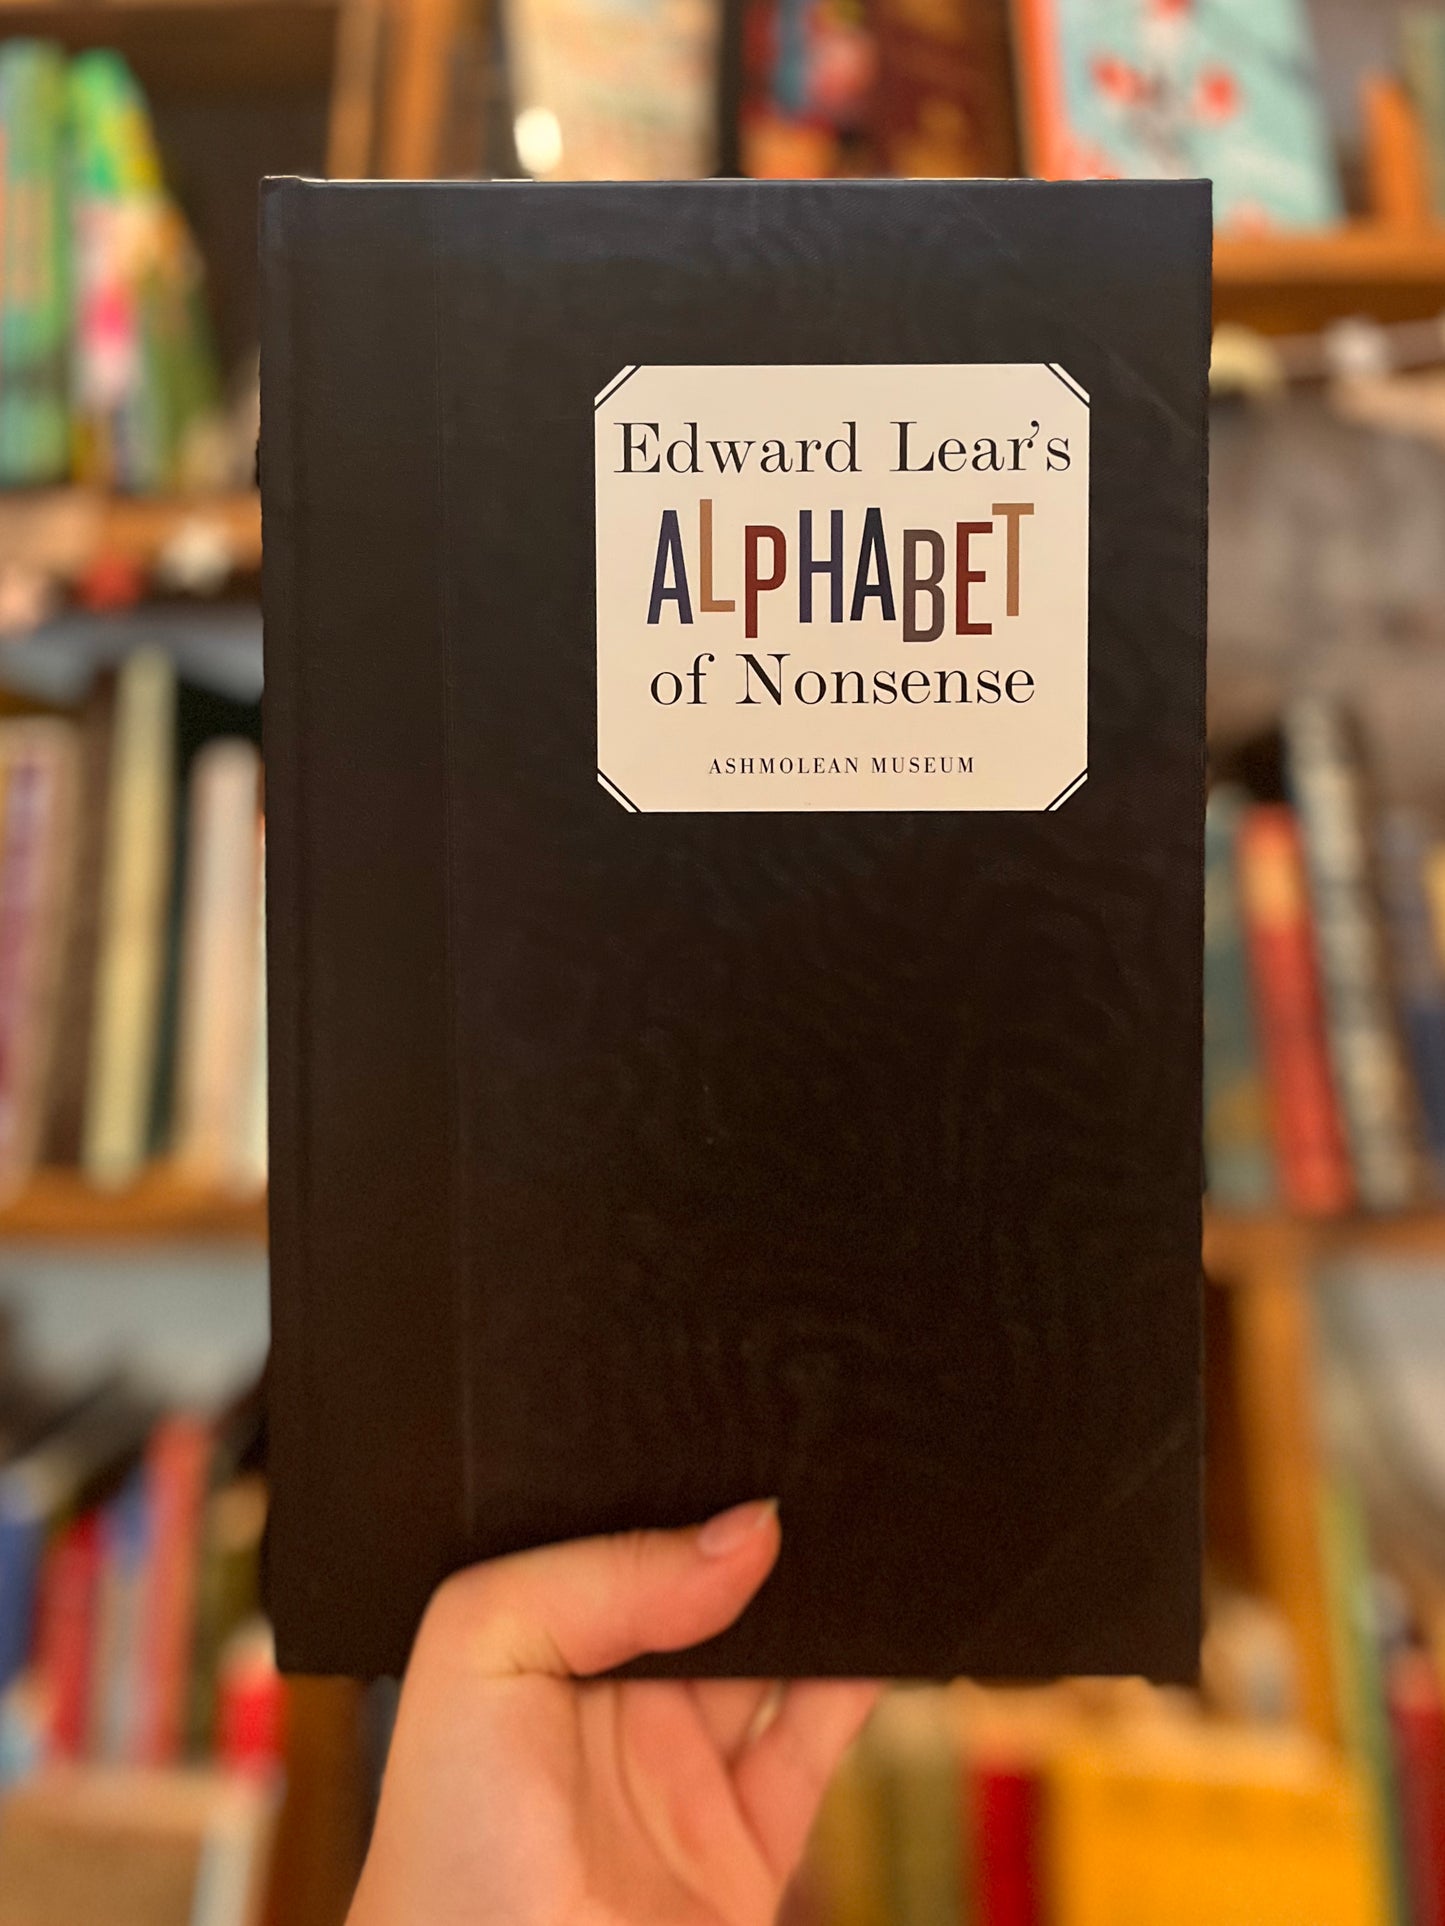 Edward Lear's
ALPHABET
of Nonsense
ASHMOLEAN MUSEUM